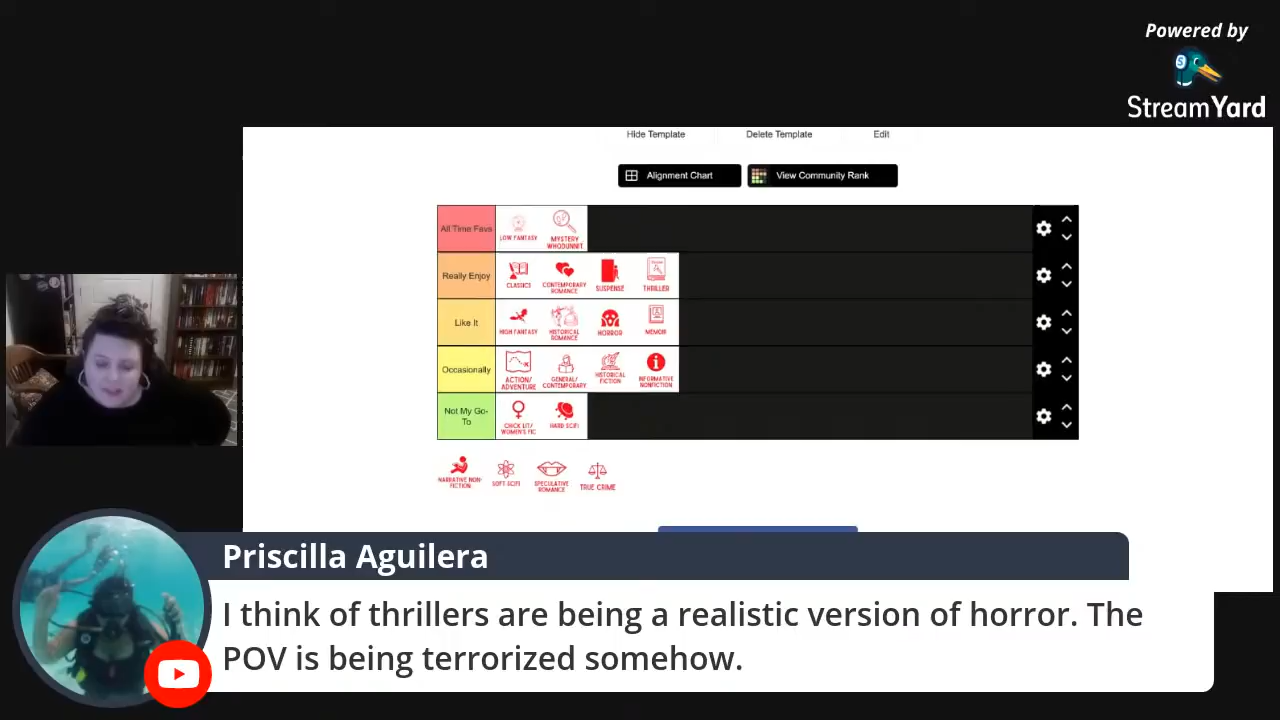 Powered by
StreamYard
Hide Template Delete Template Edit
Alignment Chart View Community Rank
All Time Favs LOW FANTASY MYSTERY WHODUNNIT
Really Enjoy CLASSICS CONTEMPORARY ROMANCE SUSPENSE THRILLER
Like It HIGH FANTASY HISTORICAL ROMANCE HORROR MEMOIR
Occasionally ACTION/ADVENTURE GENERAL/CONTEMPORARY HISTORICAL FICTION INFORMATIVE NONFICTION
Not My Go-To CHICK LIT/WOMEN'S FIC HARD SCIFI
NARRATIVE NON-FICTION SOFT SCIFI SPECULATIVE ROMANCE TRUE CRIME
Priscilla Aguilera
I think of thrillers are being a realistic version of horror. The
POV is being terrorized somehow.